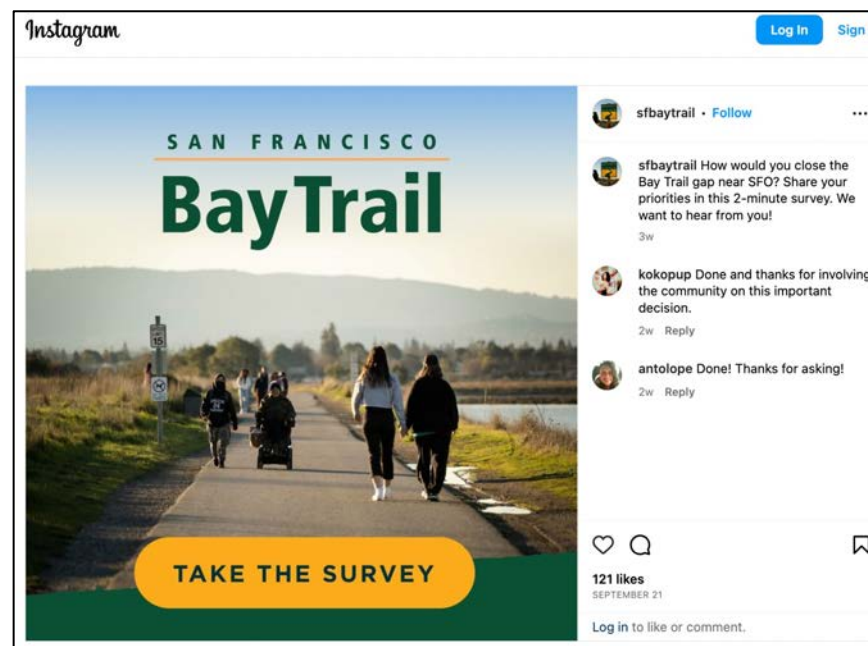 Instagram
Log In
Sign
SAN FRANCISCO
BayTrail
TAKE THE SURVEY
sfbaytrail • Follow
sfbaytrail How would you close the
Bay Trail gap near SFO? Share your
priorities in this 2-minute survey. We
want to hear from you!
3w
kokopup Done and thanks for involving
the community on this important
decision.
2w Reply
antolope Done! Thanks for asking!
2w Reply
121 likes
SEPTEMBER 21
Log in to like or comment.